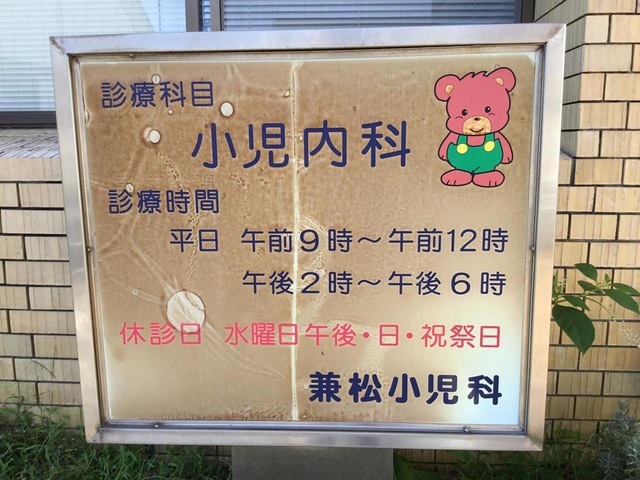 診療科目
小児内科
診療時間
平日 午前9時～午前12時
午後2時～午後6時
休診日 水曜日午後・日・祝祭日
兼松小児科